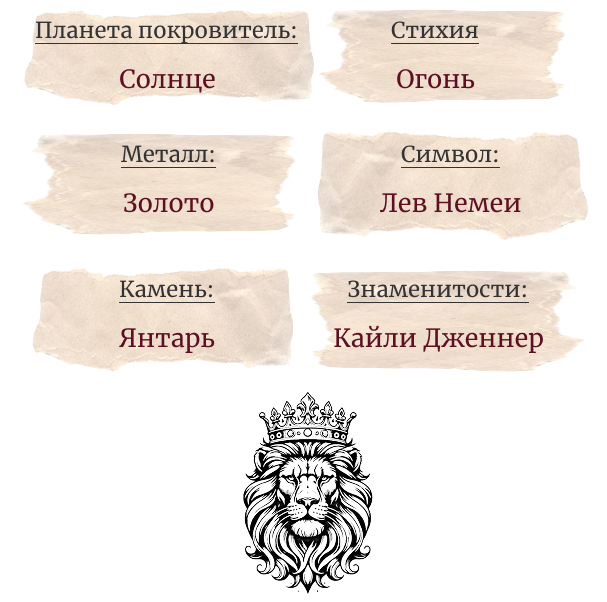 Планета покровитель:
Солнце
Стихия
Огонь
Металл:
Золото
Символ:
Лев Немеи
Камень:
Янтарь
Знаменитости:
Кайли Дженнер